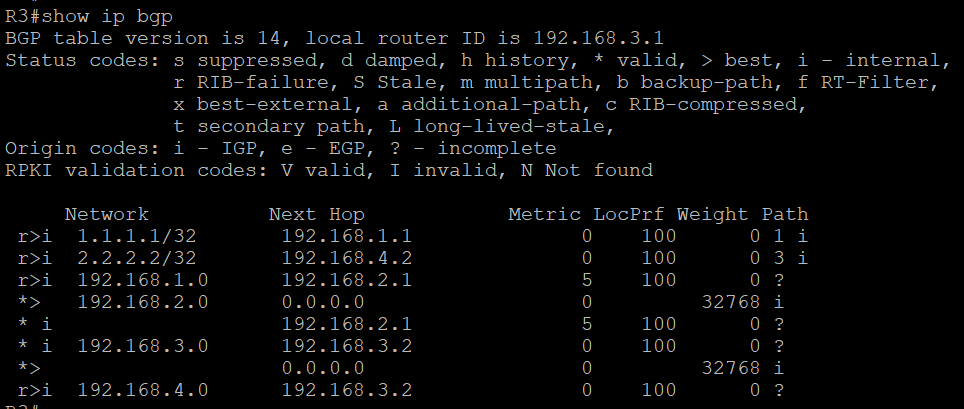 R3#show ip bgp
BGP table version is 14, local router ID is 192.168.3.1
Status codes: s suppressed, d damped, h history, * valid, > best, i - internal,
              r RIB-failure, S Stale, m multipath, b backup-path, f RT-Filter,
              x best-external, a additional-path, c RIB-compressed,
              t secondary path, L long-lived-stale,
Origin codes: i - IGP, e - EGP, ? - incomplete
RPKI validation codes: V valid, I invalid, N Not found

     Network          Next Hop            Metric LocPrf Weight Path
 r>i  1.1.1.1/32       192.168.1.1              0    100      0 1 i
 r>i  2.2.2.2/32       192.168.4.2              0    100      0 3 i
 r>i  192.168.1.0      192.168.2.1              5    100      0 ?
 *>   192.168.2.0      0.0.0.0                  0         32768 i
 * i                   192.168.2.1              5    100      0 ?
 * i  192.168.3.0      192.168.3.2              0    100      0 ?
 *>                    0.0.0.0                  0         32768 i
 r>i  192.168.4.0      192.168.3.2              0    100      0 ?
R3#